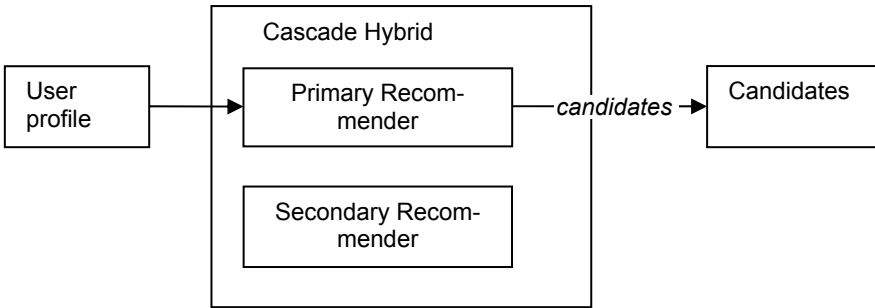 Cascade Hybrid
User
profile
Primary Recom-
mender
candidates
Candidates
Secondary Recom-
mender